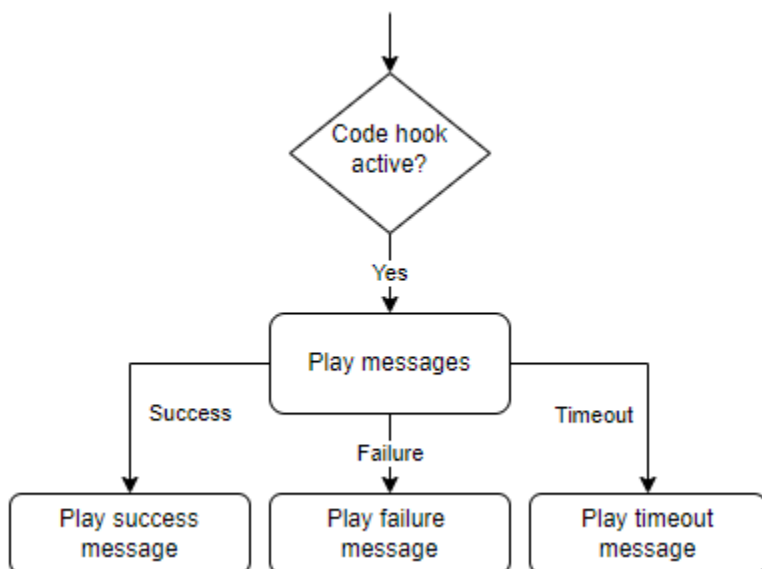 Code hook
active?
Yes
Play messages
Success
Timeout
Failure
Play success
message
Play failure
message
Play timeout
message